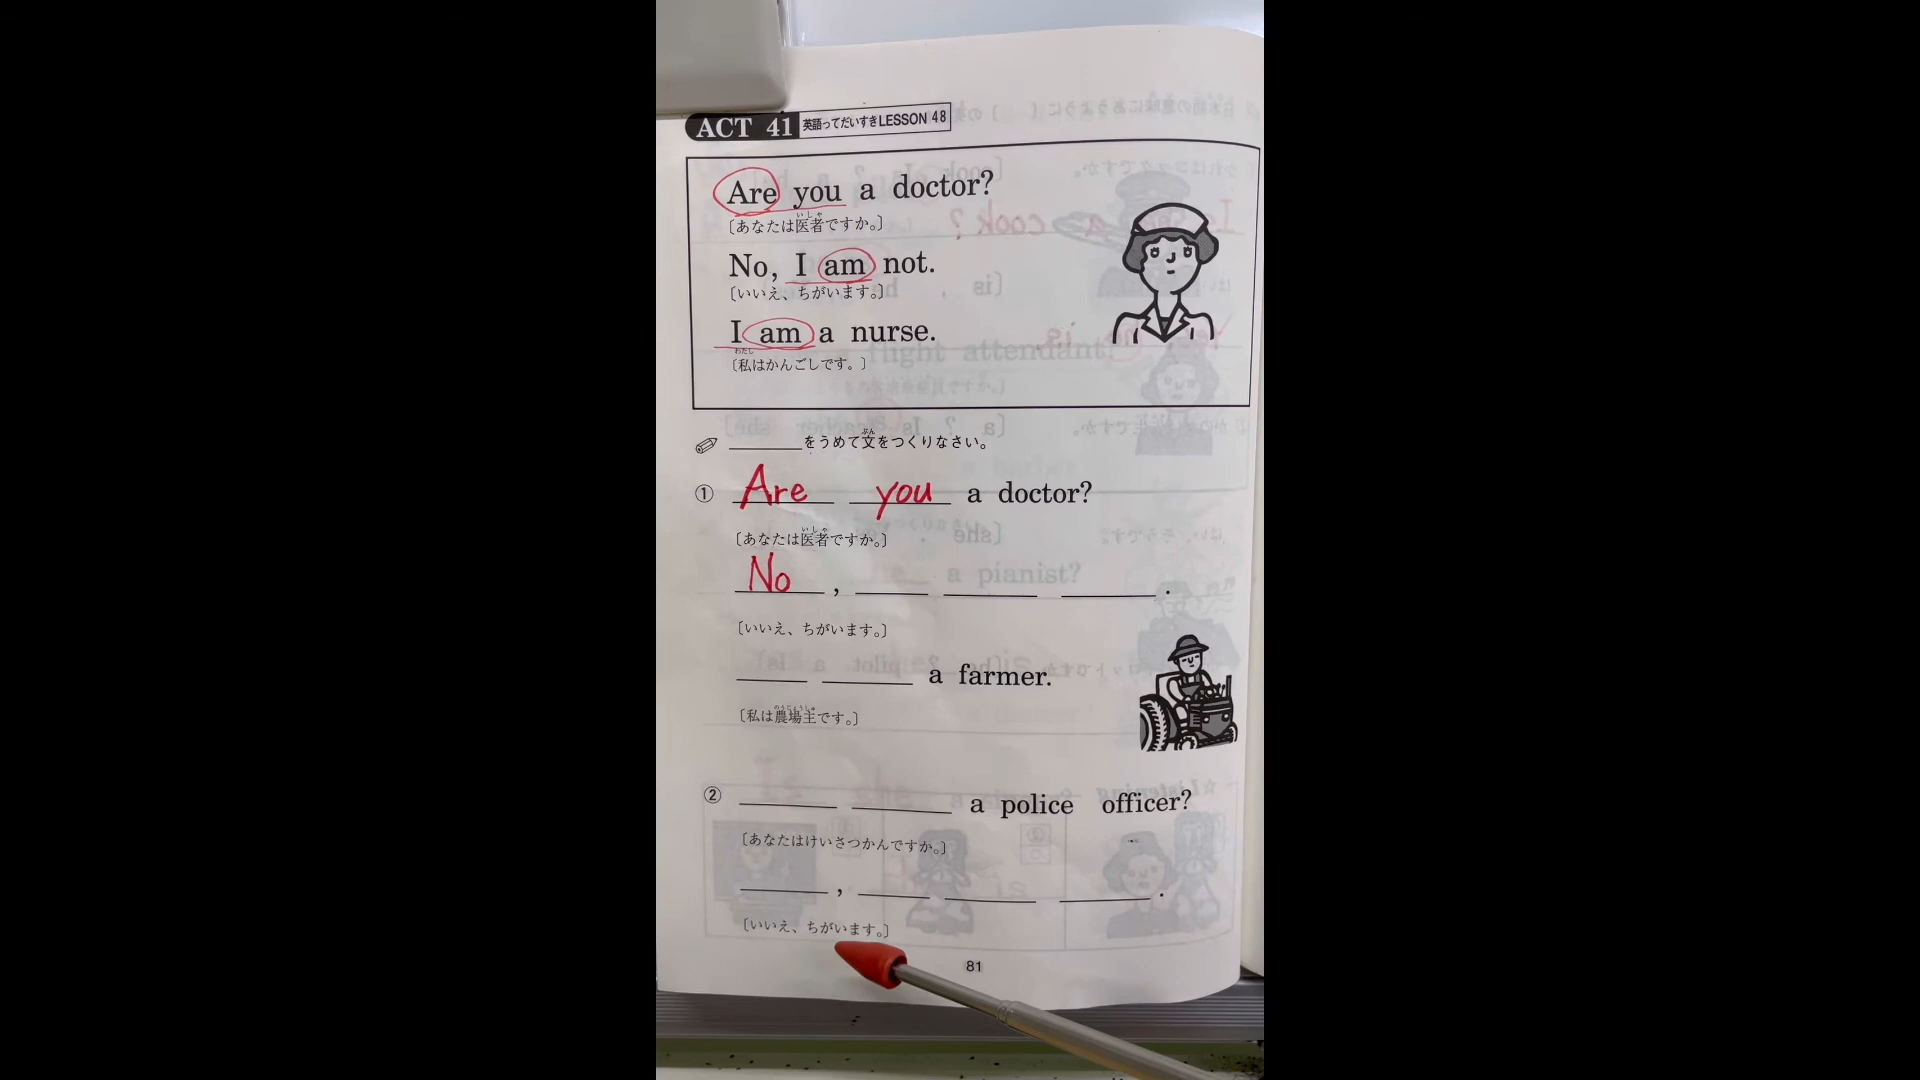 ACT 41 英語ってだいすきLESSON 48
Are you a doctor?
〔あなたは医者ですか。〕
No, I am not.
〔いいえ、ちがいます。〕
I am a nurse.
〔私はかんごしです。〕
をうめて文をつくりなさい。
① Are you a doctor?
〔あなたは医者ですか。〕
No , .
〔いいえ、ちがいます。〕
a farmer.
〔私は農場主です。〕
② a police officer?
〔あなたはけいさつかんですか。〕
, .
〔いいえ、ちがいます。〕
81